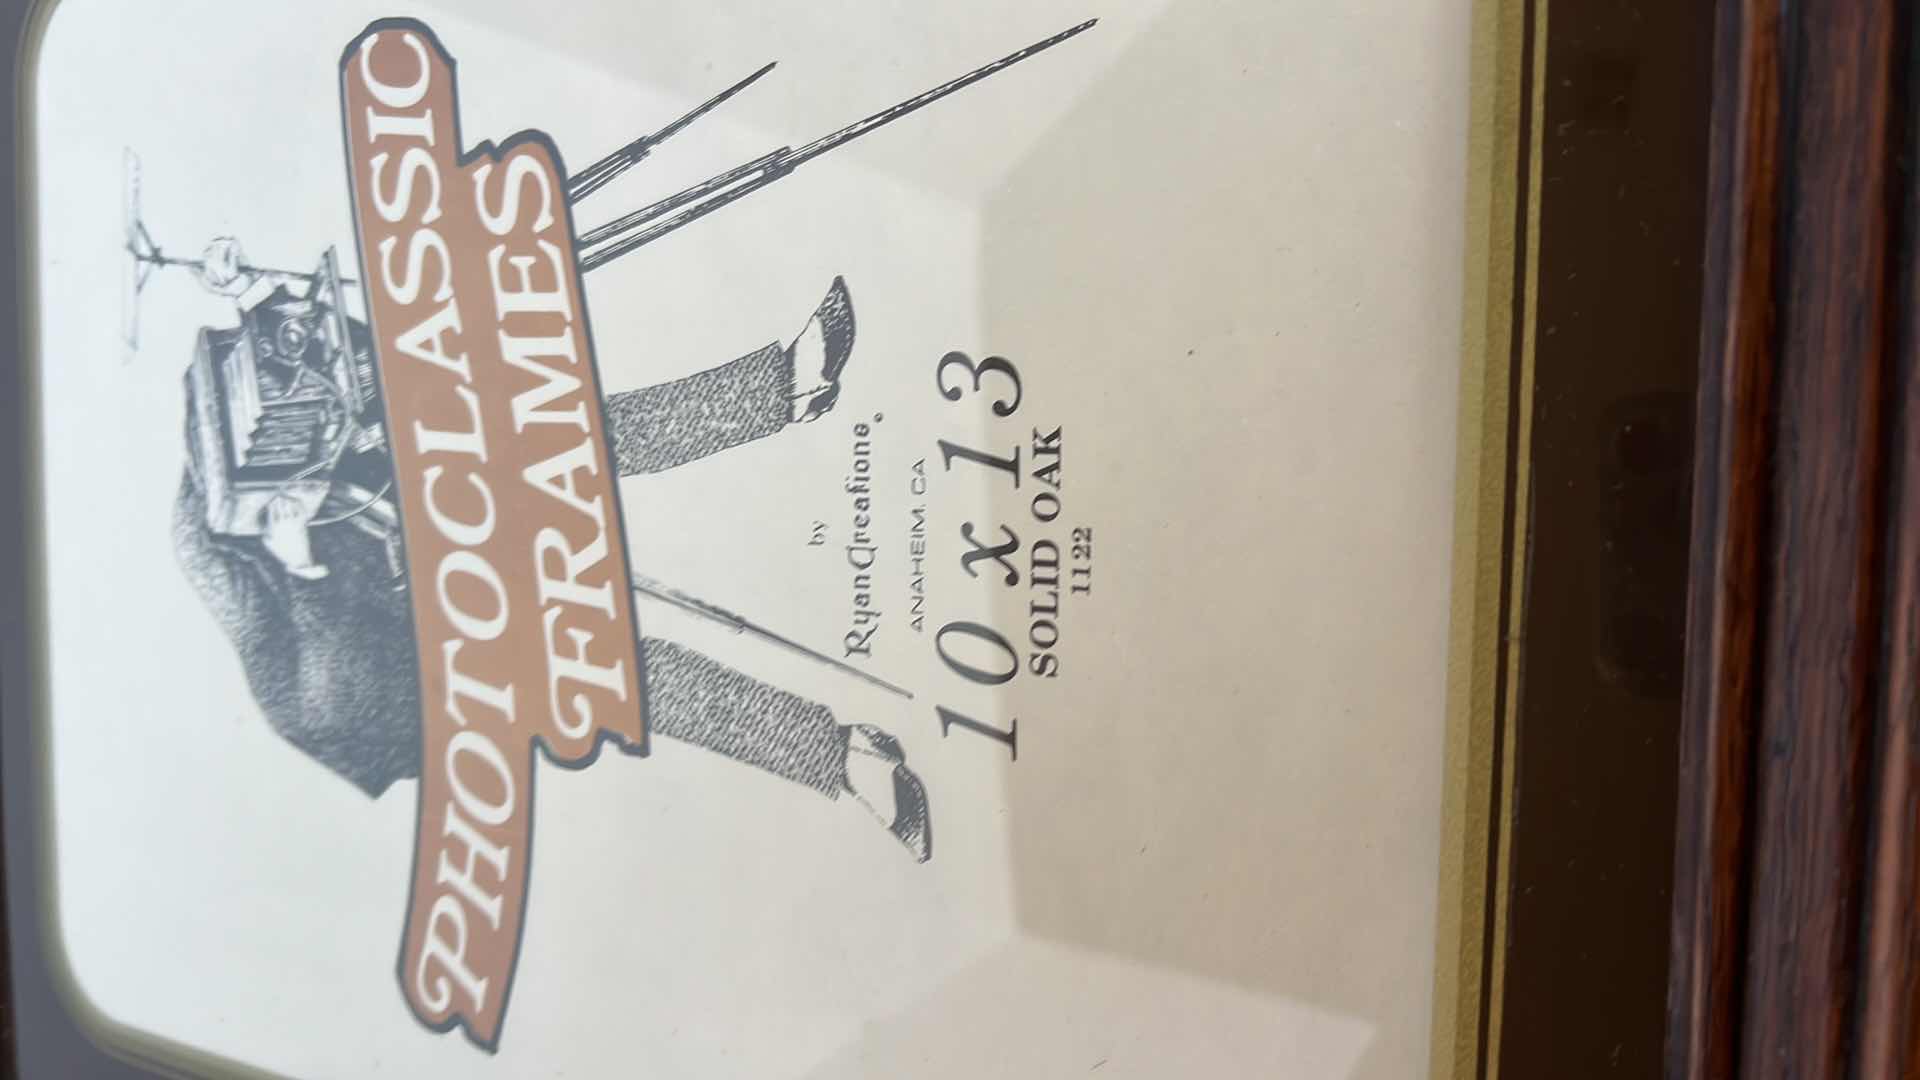 PHOTOCLASSIC
FRAMES
by
RyanCreations
ANAHEIM, CA
10 x 13
SOLID OAK
1122